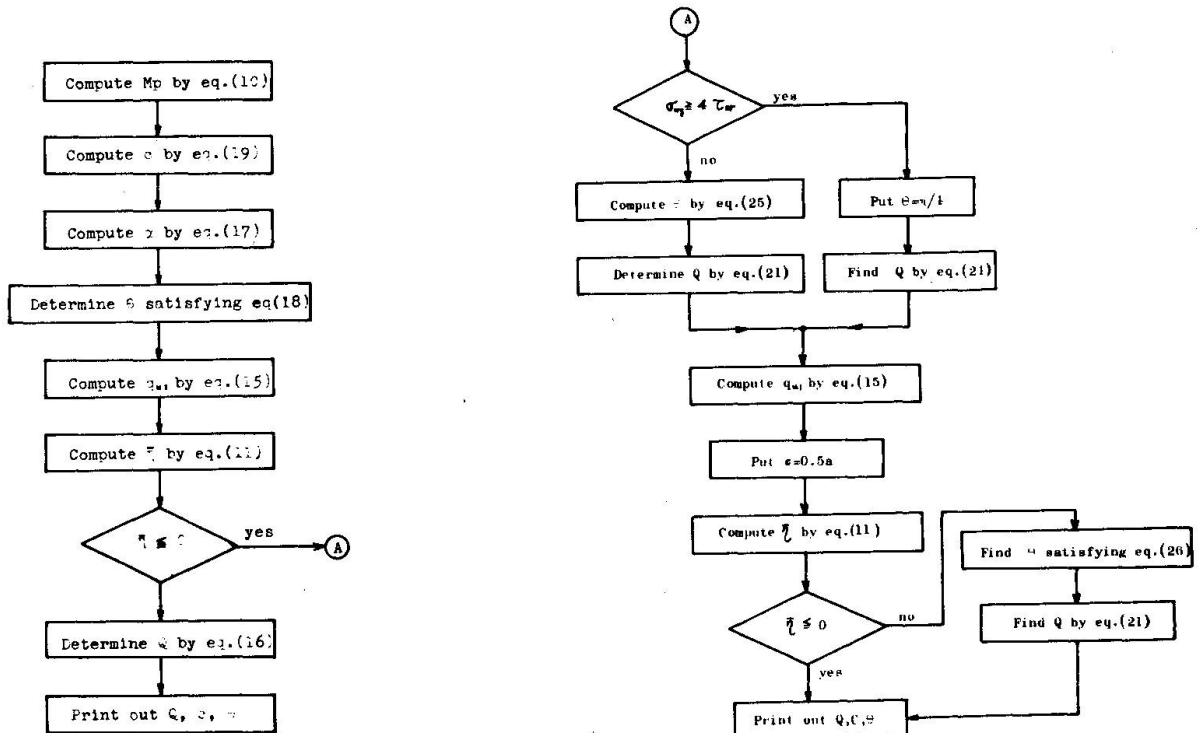 Compute Mp by eq.(10)
Compute c by eq.(19)
Compute α by eq.(17)
Determine θ satisfying eq(18)
Compute by eq.(15)
Compute η̄ by eq.(11)
η̄ ≦ 0
yes
A
Determine Q by eq.(16)
Print out Q, c, θ
A
≧ 4
yes
no
Compute by eq.(25)
Put
Determine Q by eq.(21)
Find Q by eq.(21)
Compute by eq.(15)
Put c=0.5a
Compute η̄ by eq.(11)
Find θ satisfying eq.(26)
η̄ ≦ 0
no
Find Q by eq.(21)
yes
Print out Q,C,θ